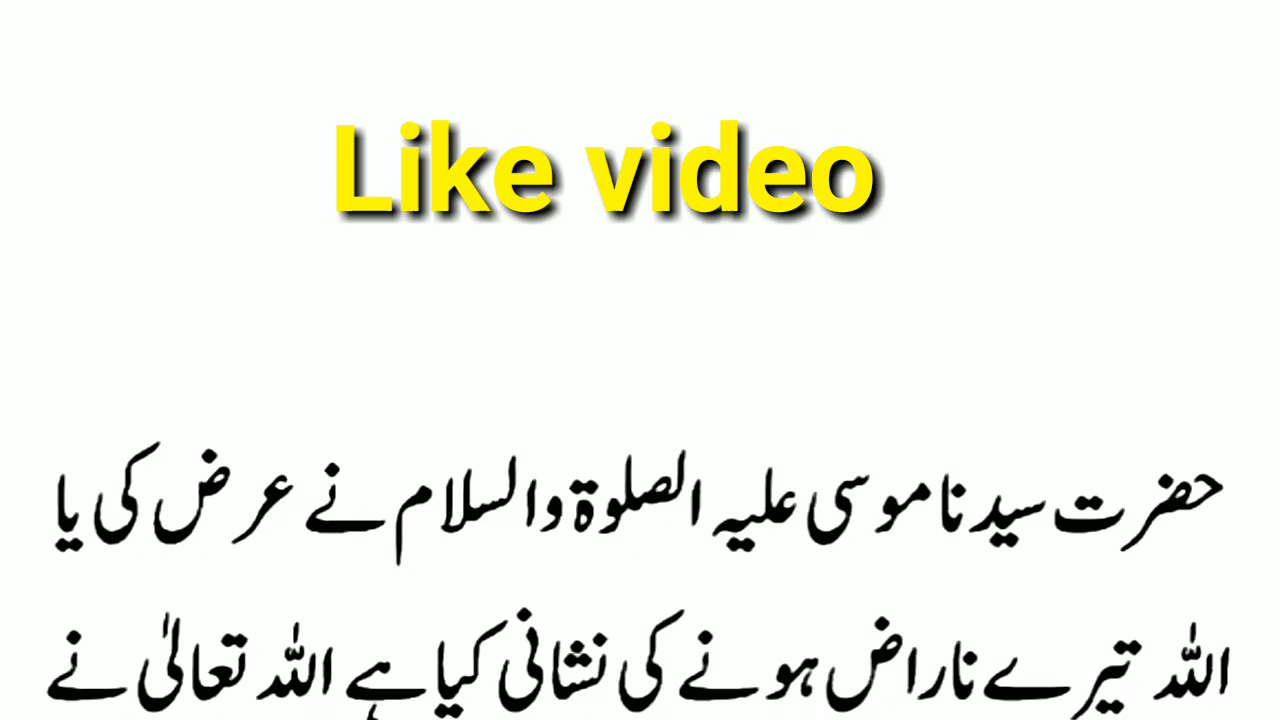 Like video
حضرت سیدنا موسی علیہ الصلوۃ والسلام نے عرض کی یا
اللہ تیرے ناراض ہونے کی نشانی کیا ہے اللہ تعالیٰ نے